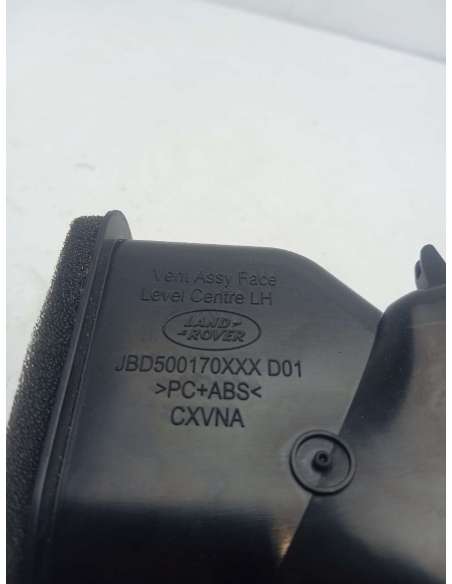 Vent Assy Face
Level Centre LH
LAND-
-ROVER
JBD500170XXX D01
>PC+ABS<
CXVNA